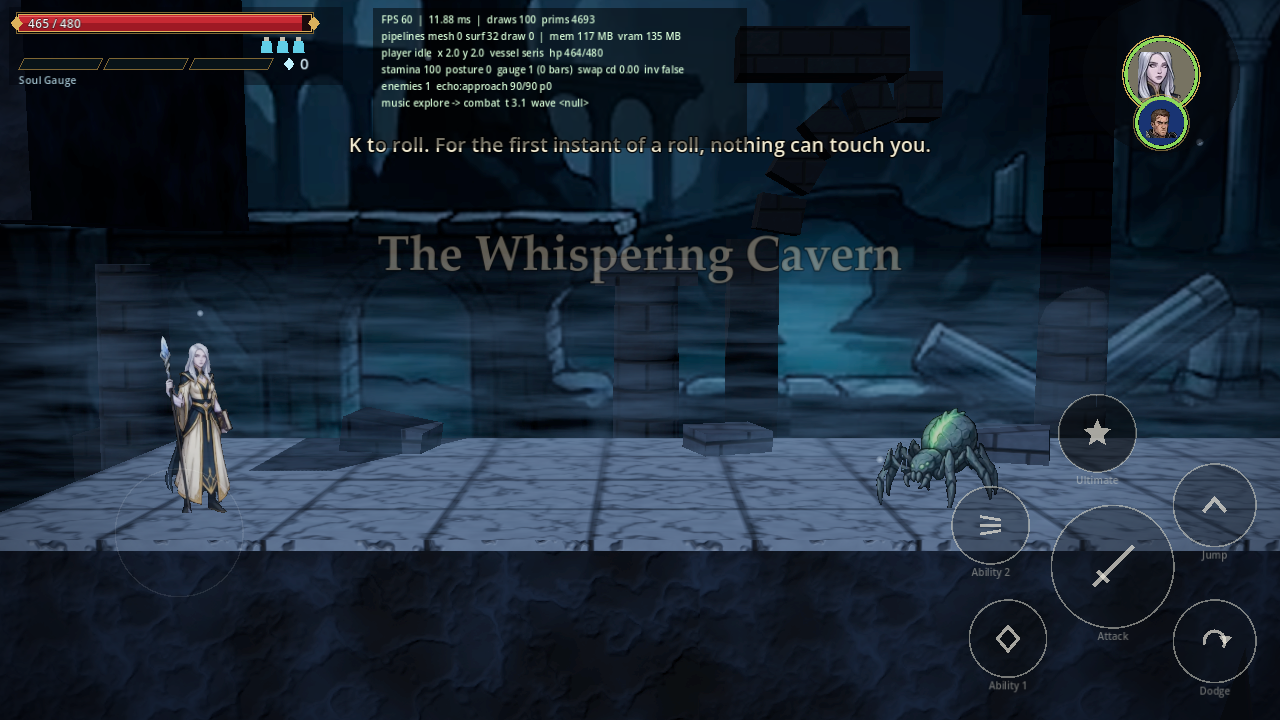 465 / 480
0
Soul Gauge
FPS 60 | 11.88 ms | draws 100 prims 4693
pipelines mesh 0 surf 32 draw 0 | mem 117 MB vram 135 MB
player idle x 2.0 y 2.0 vessel seris hp 464/480
stamina 100 posture 0 gauge 1 (0 bars) swap cd 0.00 inv false
enemies 1 echo:approach 90/90 p0
music explore -> combat t 3.1 wave <null>
K to roll. For the first instant of a roll, nothing can touch you.
The Whispering Cavern
Ultimate
Jump
Ability 2
Attack
Ability 1
Dodge